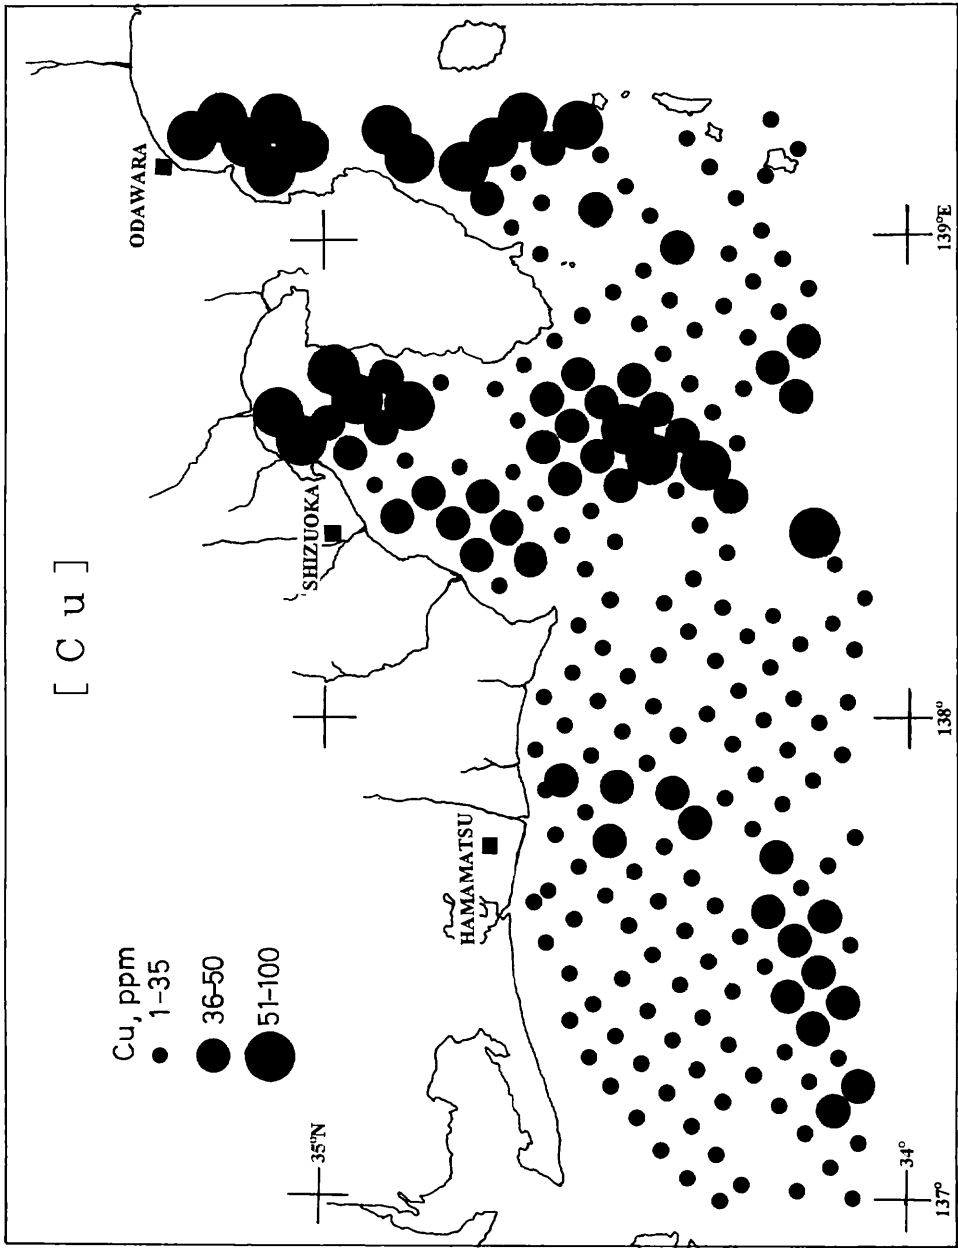 [ C u ]
Cu, ppm
1-35
36-50
51-100
ODAWARA
SHIZUOKA
HAMAMATSU
35°N
34°
137°
138°
139°E